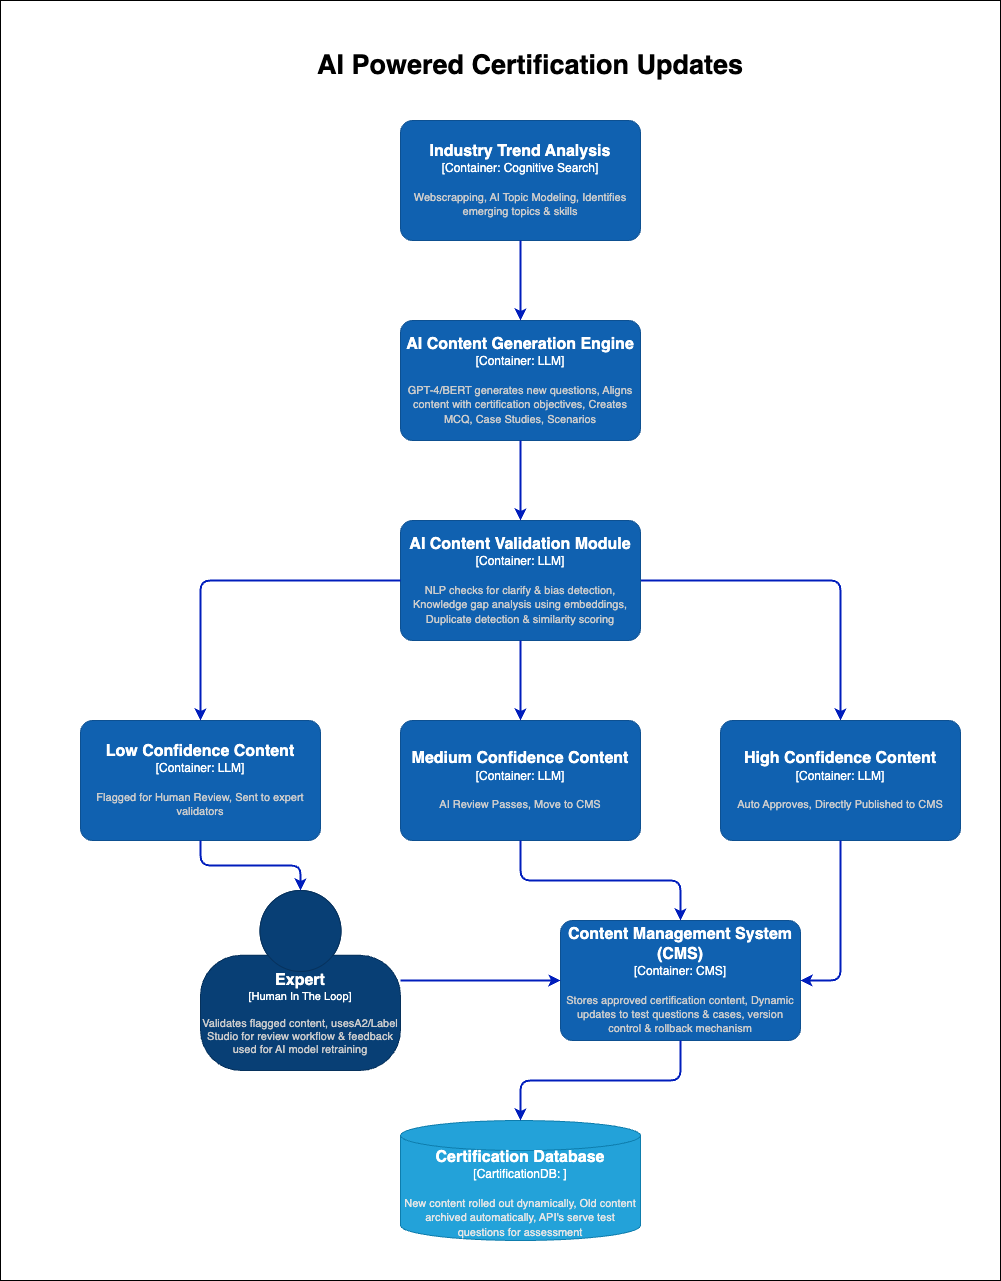 AI Powered Certification Updates
Industry Trend Analysis
[Container: Cognitive Search]
Webscrapping, AI Topic Modeling, Identifies
emerging topics & skills
AI Content Generation Engine
[Container: LLM]
GPT-4/BERT generates new questions, Aligns
content with certification objectives, Creates
MCQ, Case Studies, Scenarios
AI Content Validation Module
[Container: LLM]
NLP checks for clarify & bias detection,
Knowledge gap analysis using embeddings,
Duplicate detection & similarity scoring
Low Confidence Content
[Container: LLM]
Flagged for Human Review, Sent to expert
validators
Medium Confidence Content
[Container: LLM]
AI Review Passes, Move to CMS
High Confidence Content
[Container: LLM]
Auto Approves, Directly Published to CMS
Expert
[Human In The Loop]
Validates flagged content, usesA2/Label
Studio for review workflow & feedback
used for AI model retraining
Content Management System
(CMS)
[Container: CMS]
Stores approved certification content, Dynamic
updates to test questions & cases, version
control & rollback mechanism
Certification Database
[CartificationDB: ]
New content rolled out dynamically, Old content
archived automatically, API's serve test
questions for assessment